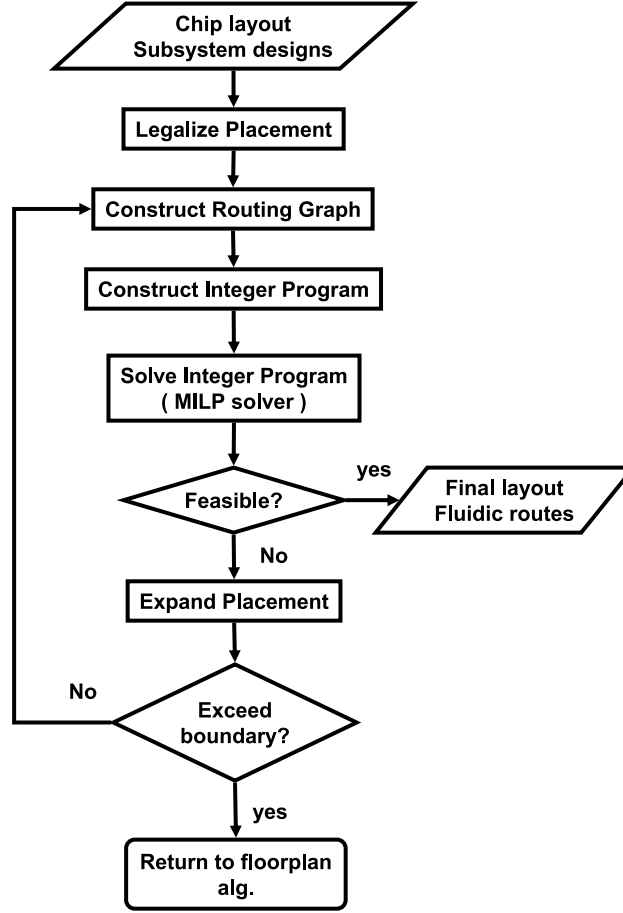 Chip layout
Subsystem designs
Legalize Placement
Construct Routing Graph
Construct Integer Program
Solve Integer Program
( MILP solver )
Feasible?
yes
Final layout
Fluidic routes
No
Expand Placement
No
Exceed
boundary?
yes
Return to floorplan
alg.